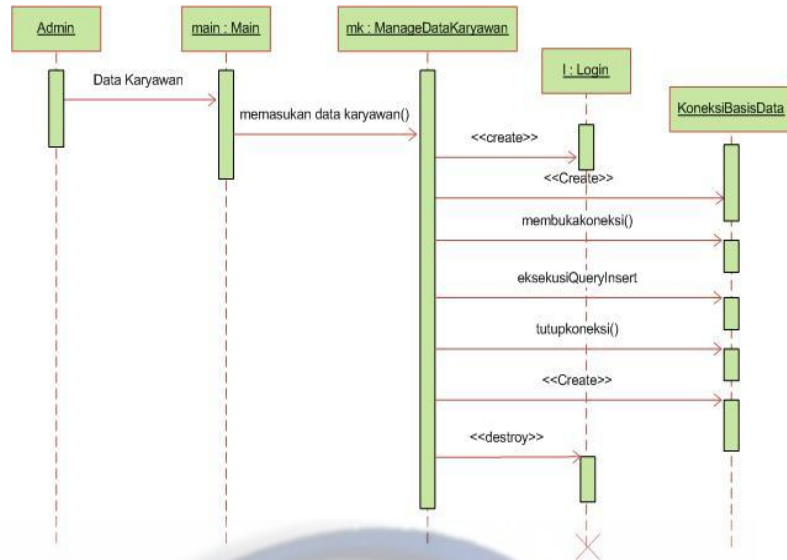 Admin
main : Main
mk : ManageDataKaryawan
l : Login
KoneksiBasisData
Data Karyawan
memasukan data karyawan()
<<create>>
<<Create>>
membukakoneksi()
eksekusiQueryInsert
tutupkoneksi()
<<Create>>
<<destroy>>